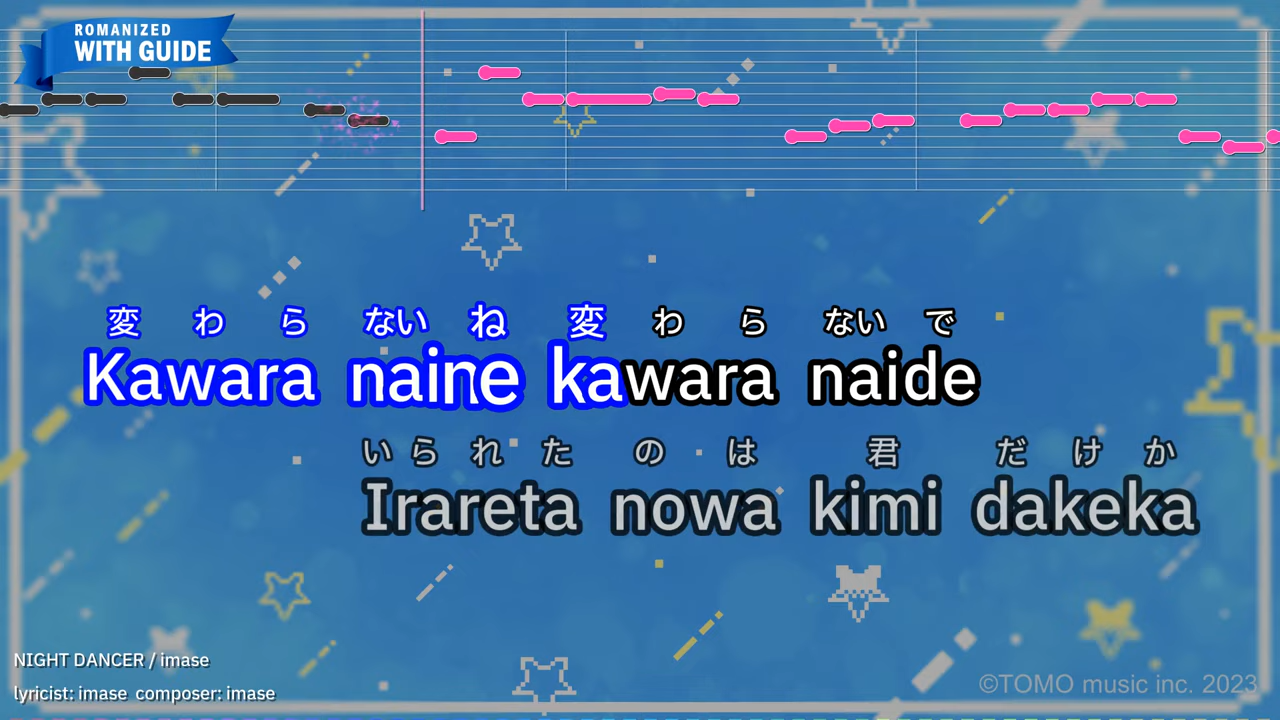 ROMANIZED
WITH GUIDE
変わらないね 変わらないで
Kawara naine kawara naide
いられた のは 君 だけか
Irareta nowa kimi dakeka
NIGHT DANCER / imase
lyricist: imase composer: imase
©TOMO music inc. 2023